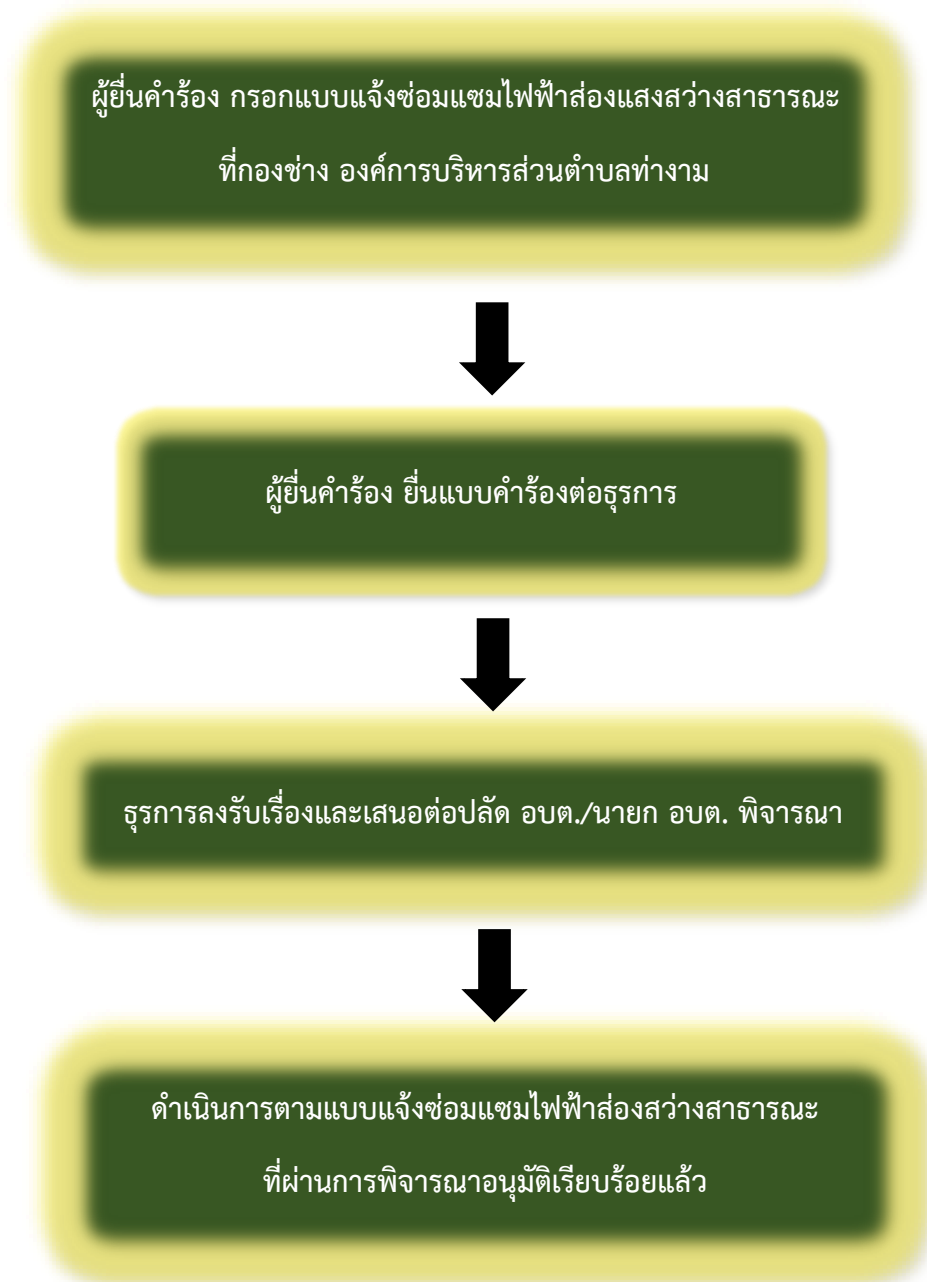 ผู้ยื่นคำร้อง กรอกแบบแจ้งซ่อมแซมไฟฟ้าส่องแสงสว่างสาธารณะ
ที่กองช่าง องค์การบริหารส่วนตำบลท่างาม
ผู้ยื่นคำร้อง ยื่นแบบคำร้องต่อธุรการ
ธุรการลงรับเรื่องและเสนอต่อปลัด อบต./นายก อบต. พิจารณา
ดำเนินการตามแบบแจ้งซ่อมแซมไฟฟ้าส่องสว่างสาธารณะ
ที่ผ่านการพิจารณาอนุมัติเรียบร้อยแล้ว